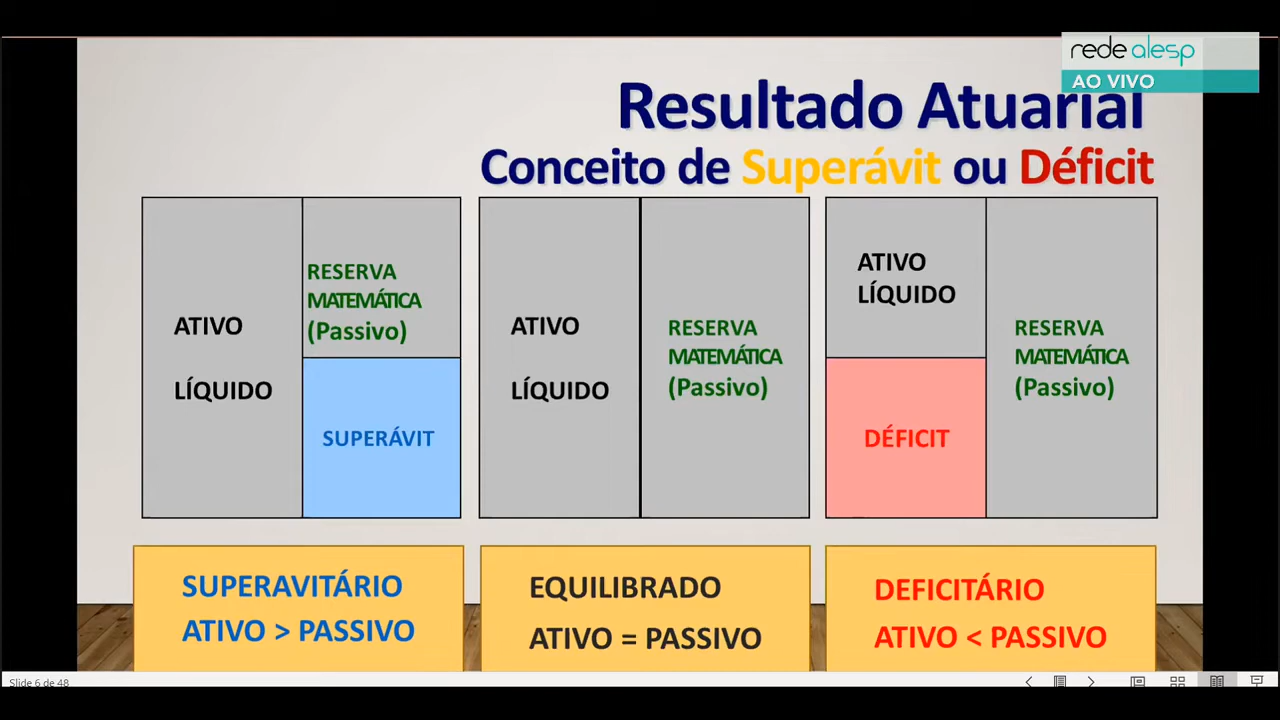 rede alesp
AO VIVO
Resultado Atuarial
Conceito de Superávit ou Déficit
ATIVO
LÍQUIDO
RESERVA
MATEMÁTICA
(Passivo)
SUPERÁVIT
ATIVO
LÍQUIDO
RESERVA
MATEMÁTICA
(Passivo)
ATIVO
LÍQUIDO
DÉFICIT
RESERVA
MATEMÁTICA
(Passivo)
SUPERAVITÁRIO
ATIVO > PASSIVO
EQUILIBRADO
ATIVO = PASSIVO
DEFICITÁRIO
ATIVO < PASSIVO
Slide 6 de 48